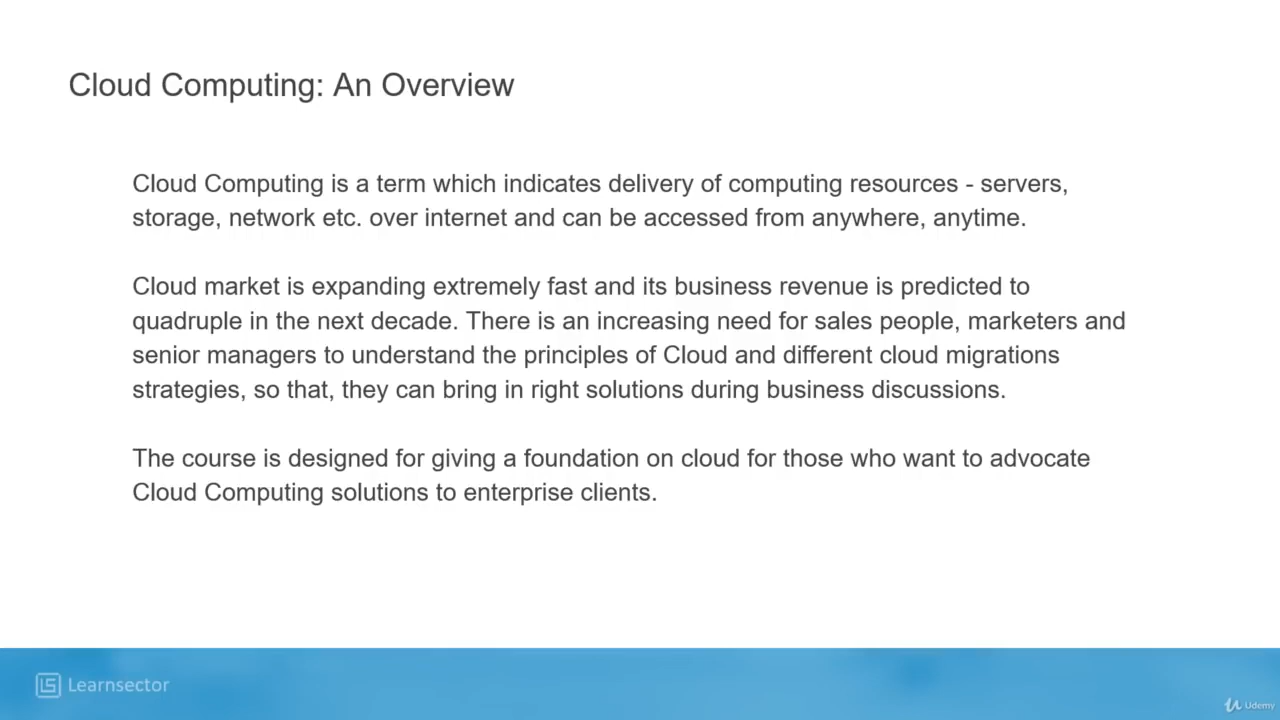 Cloud Computing: An Overview
Cloud Computing is a term which indicates delivery of computing resources - servers,
storage, network etc. over internet and can be accessed from anywhere, anytime.
Cloud market is expanding extremely fast and its business revenue is predicted to
quadruple in the next decade. There is an increasing need for sales people, marketers and
senior managers to understand the principles of Cloud and different cloud migrations
strategies, so that, they can bring in right solutions during business discussions.
The course is designed for giving a foundation on cloud for those who want to advocate
Cloud Computing solutions to enterprise clients.
LS Learnsector
Udemy